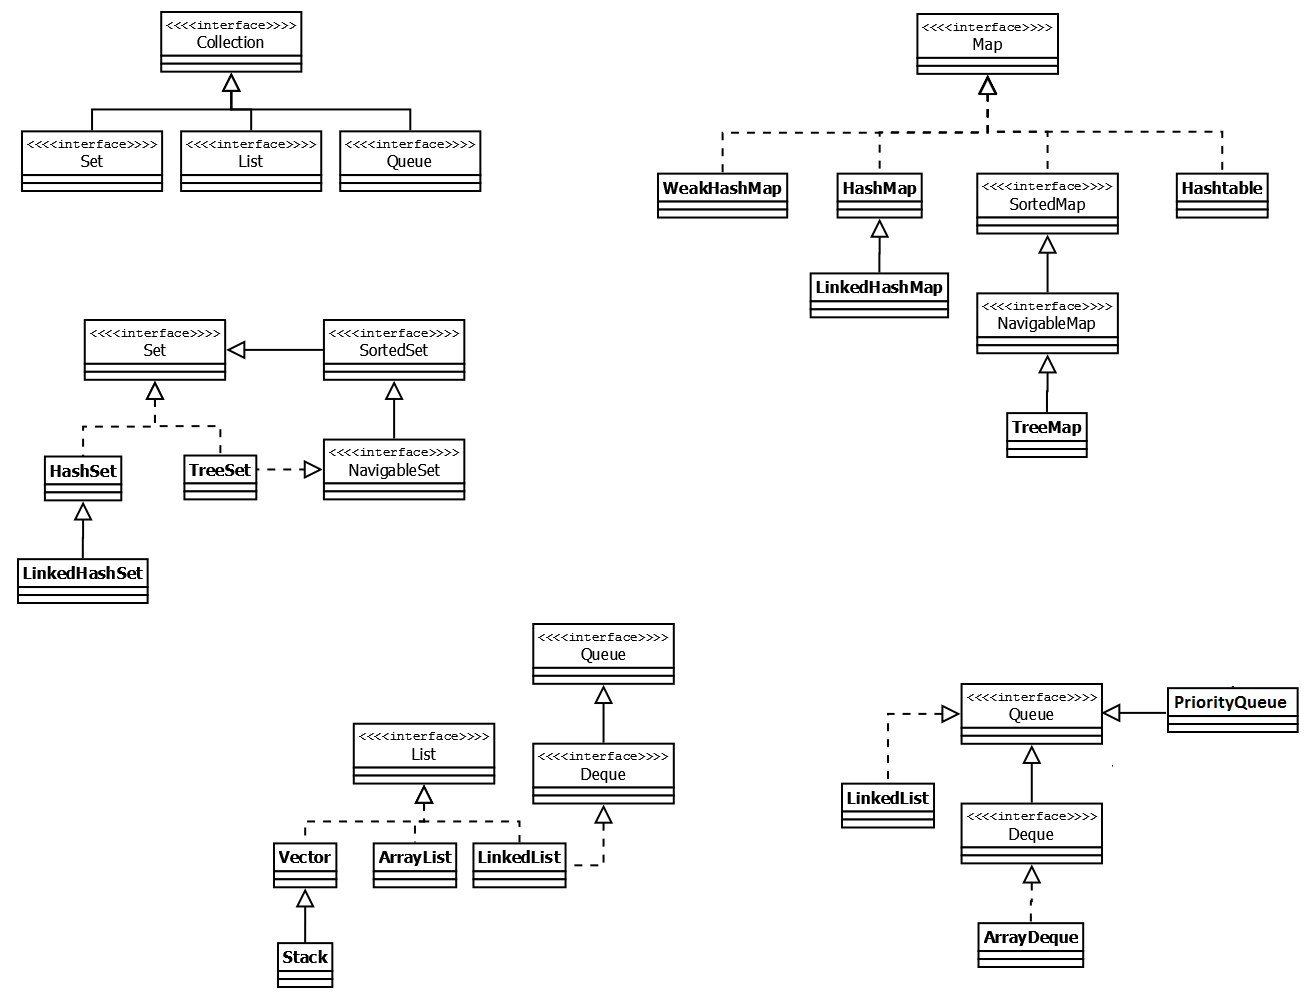 <<<<interface>>>>
Collection
<<<<interface>>>>
Set
<<<<interface>>>>
List
<<<<interface>>>>
Queue
<<<<interface>>>>
Map
WeakHashMap
HashMap
<<<<interface>>>>
SortedMap
Hashtable
LinkedHashMap
<<<<interface>>>>
NavigableMap
TreeMap
<<<<interface>>>>
Set
<<<<interface>>>>
SortedSet
HashSet
TreeSet
<<<<interface>>>>
NavigableSet
LinkedHashSet
<<<<interface>>>>
Queue
<<<<interface>>>>
List
<<<<interface>>>>
Deque
Vector
ArrayList
LinkedList
Stack
<<<<interface>>>>
Queue
PriorityQueue
LinkedList
<<<<interface>>>>
Deque
ArrayDeque